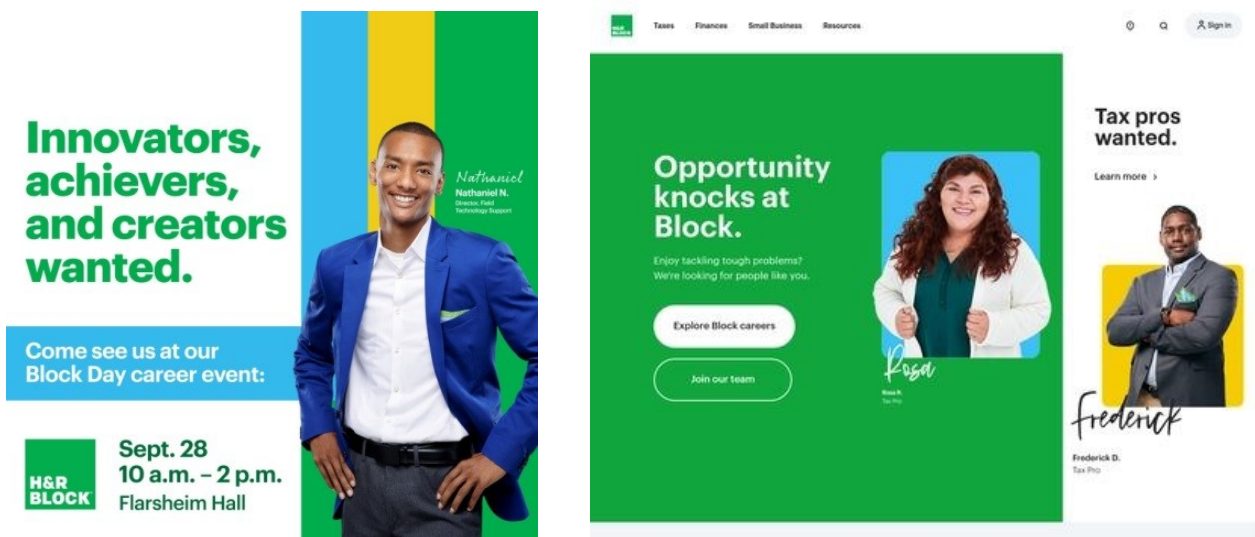 Innovators,
achievers,
and creators
wanted.
Nathaniel
Nathaniel N.
Director, Field
Technology Support
Come see us at our
Block Day career event:
H&R
BLOCK
Sept. 28
10 a.m. – 2 p.m.
Flarsheim Hall
H&R
BLOCK
Taxes Finances Small Business Resources
Sign in
Opportunity
knocks at
Block.
Enjoy tackling tough problems?
We're looking for people like you.
Explore Block careers
Join our team
Rosa
Rosa R.
Tax Pro
Tax pros
wanted.
Learn more
Frederick
Frederick D.
Tax Pro